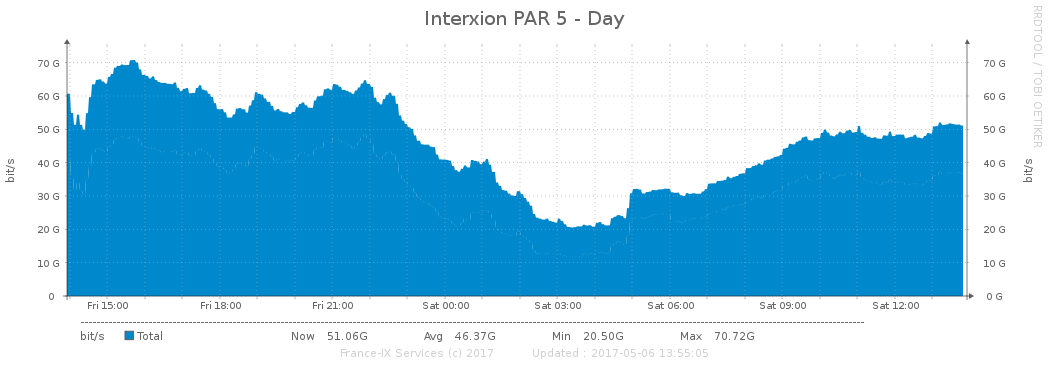 Interxion PAR 5 - Day
RRDTOOL / TOBI OETIKER
bit/s
70 G
60 G
50 G
40 G
30 G
20 G
10 G
0
70 G
60 G
50 G
40 G
30 G
20 G
10 G
0 G
bit/s
Fri 15:00 Fri 18:00 Fri 21:00 Sat 00:00 Sat 03:00 Sat 06:00 Sat 09:00 Sat 12:00
bit/s Total Now 51.06G Avg 46.37G Min 20.50G Max 70.72G
France-IX Services (c) 2017 Updated : 2017-05-06 13:55:05